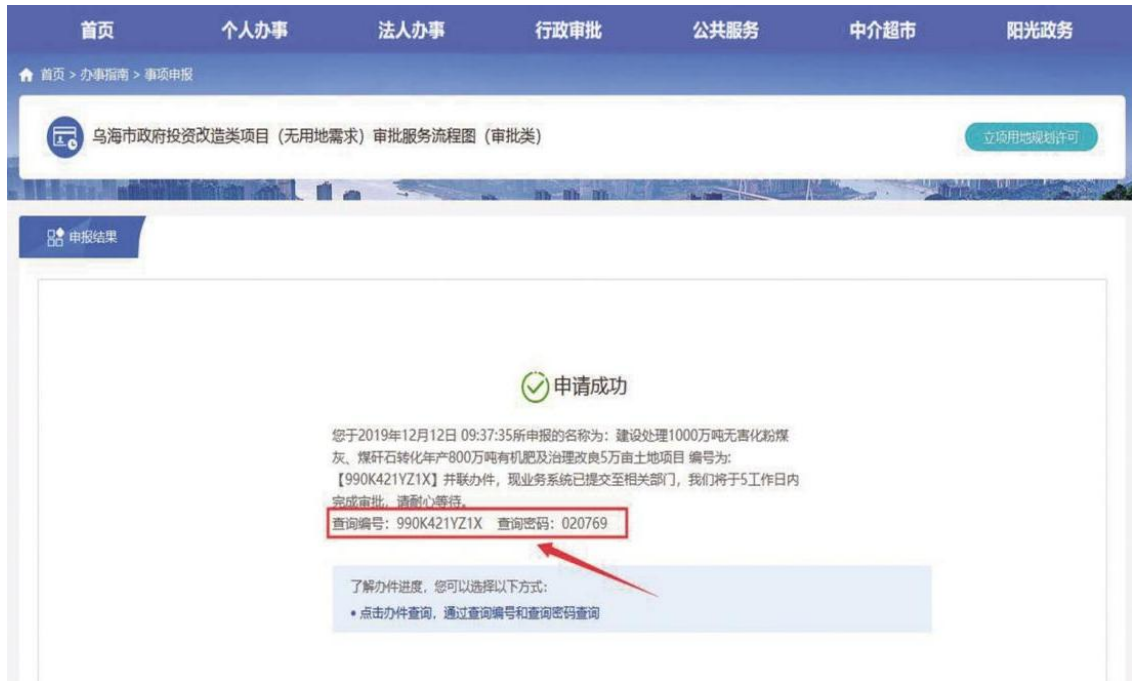 首页 个人办事 法人办事 行政审批 公共服务 中介超市 阳光政务
首页 > 办事指南 > 事项申报
乌海市政府投资改造类项目（无用地需求）审批服务流程图（审批类）
立项用地规划许可
申报结果
申请成功
您于2019年12月12日 09:37:35所申报的名称为：建设处理1000万吨无害化粉煤
灰、煤矸石转化年产800万吨有机肥及治理改良5万亩土地项目 编号为:
【990K421YZ1X】并联办件，现业务系统已提交至相关部门，我们将于5工作日内
完成审批，请耐心等待。
查询编号：990K421YZ1X 查询密码：020769
了解办件进度，您可以选择以下方式：
• 点击办件查询，通过查询编号和查询密码查询